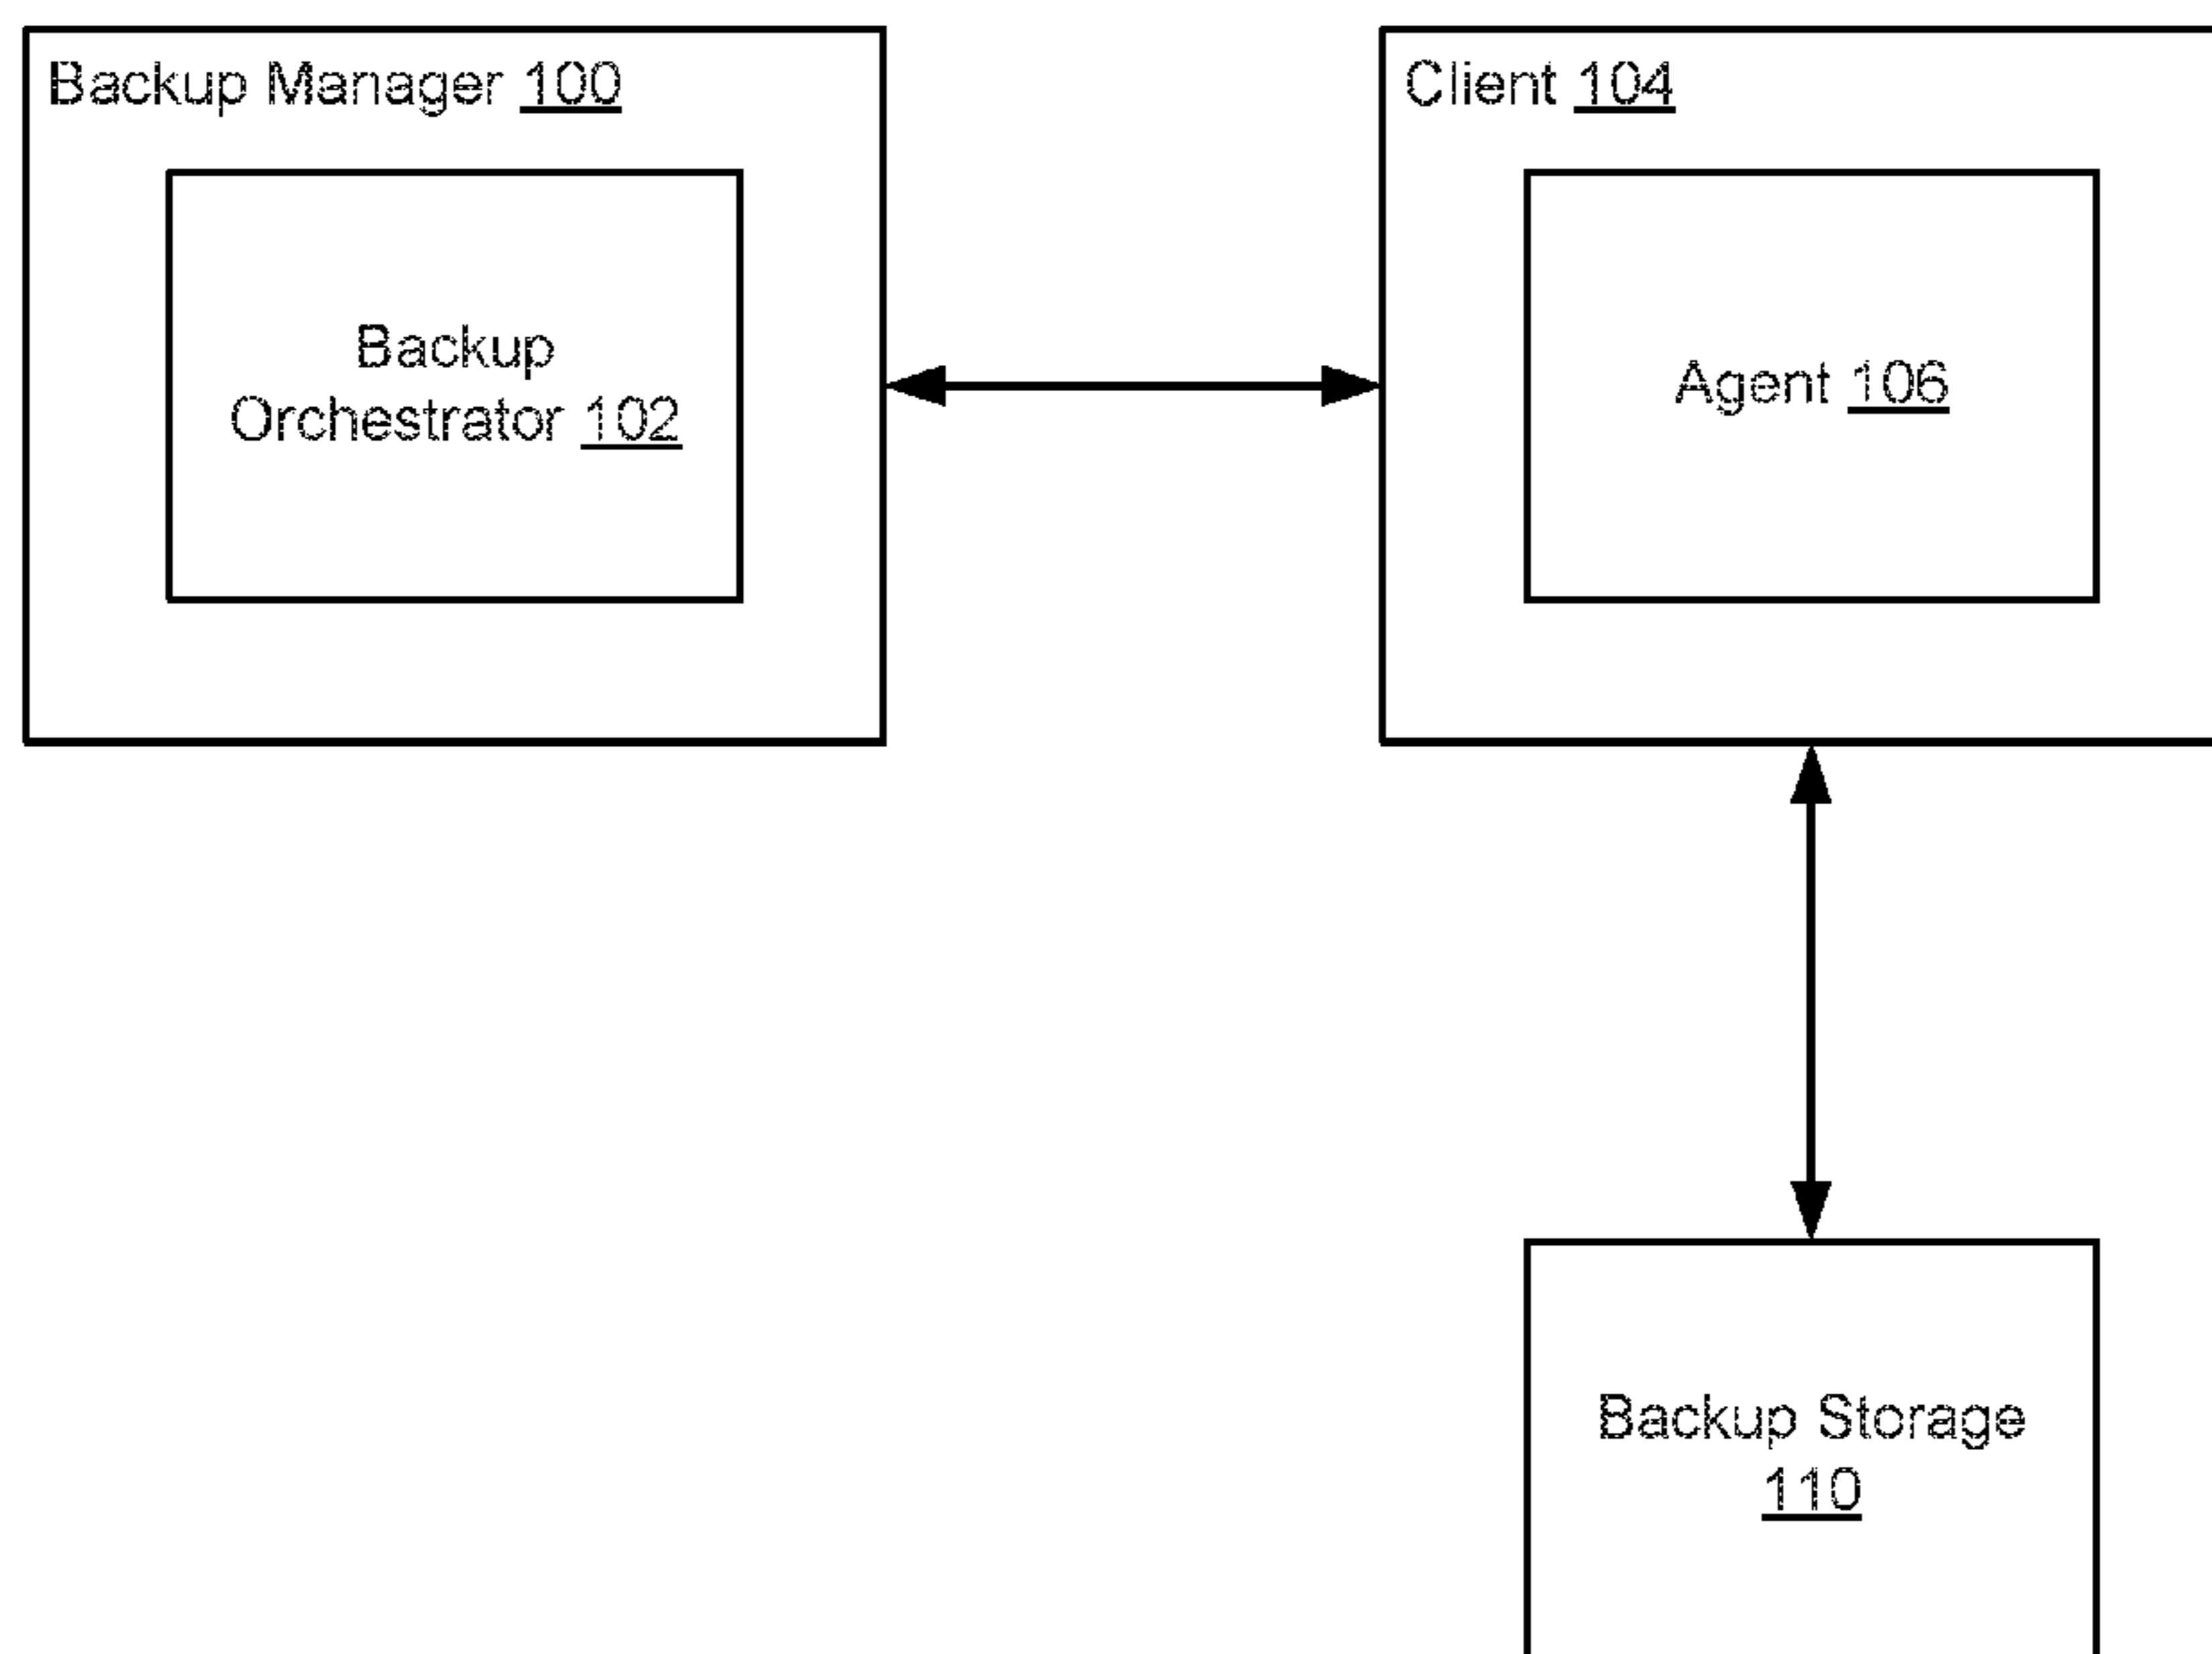 Backup Manager 100
Backup
Orchestrator 102
Client 104
Agent 106
Backup Storage
110